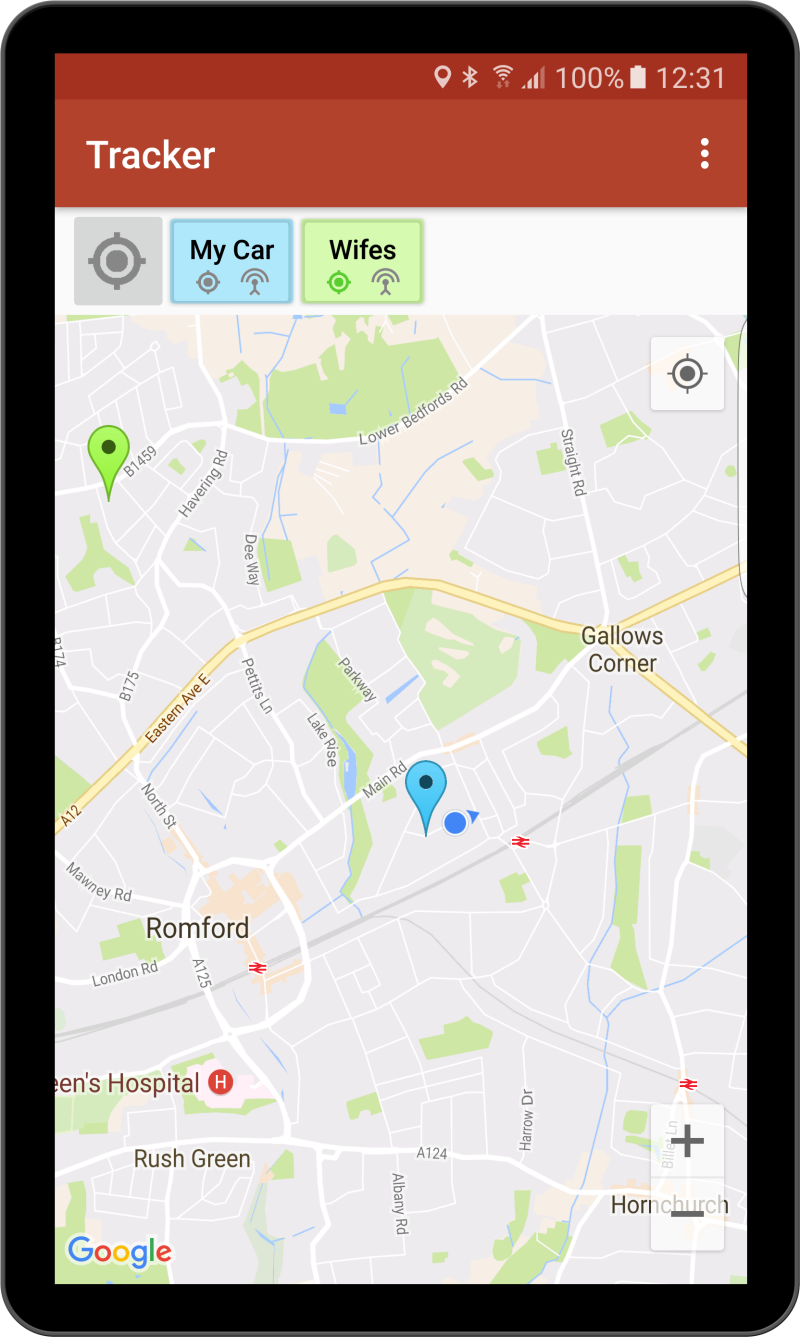 100% 12:31
Tracker
My Car
Wifes
Lower Bedfords Rd
B1459
Havering Rd
Straight Rd
Dee Way
Gallows
Corner
B174
B175
Pettits Ln
Parkway
Eastern Ave E
Lake Rise
Main Rd
A12
North St
Mawney Rd
Romford
London Rd
A125
een's Hospital H
Harrow Dr
Billet Ln
Rush Green
A124
Albany Rd
Hornchurch
Google